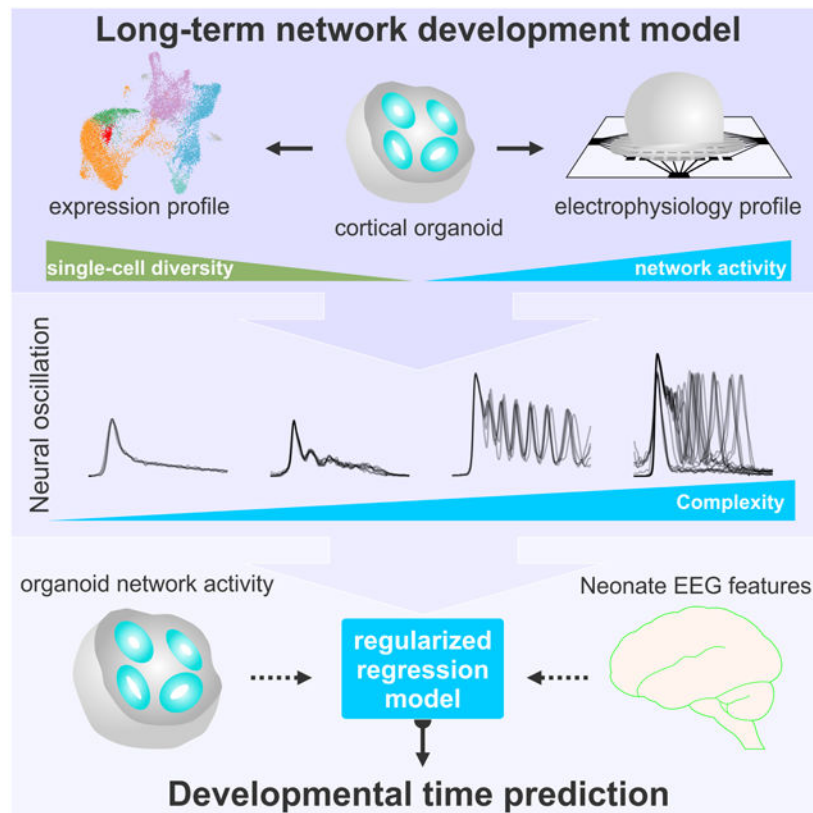 Long-term network development model
expression profile
cortical organoid
electrophysiology profile
single-cell diversity
network activity
Neural oscillation
Complexity
organoid network activity
Neonate EEG features
regularized
regression
model
Developmental time prediction